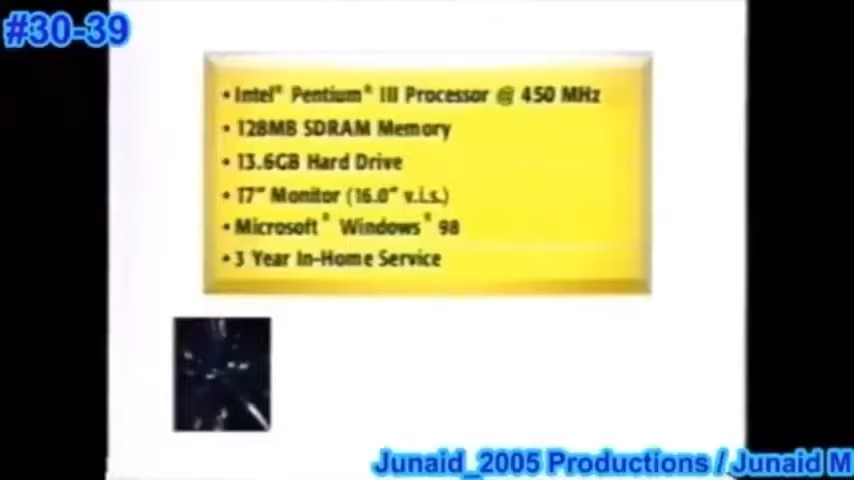 #30-39
• Intel® Pentium® III Processor @ 450 MHz
• 128MB SDRAM Memory
• 13.6GB Hard Drive
• 17" Monitor (16.0" v.i.s.)
• Microsoft® Windows® 98
• 3 Year In-Home Service
Junaid_2005 Productions / Junaid M